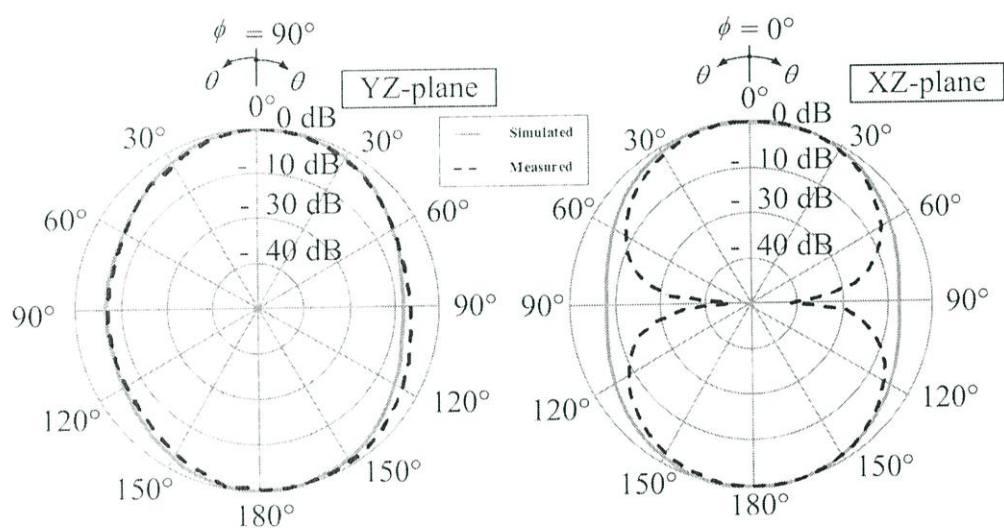 ϕ = 90°
θ θ
YZ-plane
0°
0 dB
30° 30°
- 10 dB
60° 60°
- 30 dB
- 40 dB
90° 90°
120° 120°
150° 150°
180°
Simulated
Measured
ϕ = 0°
θ θ
XZ-plane
0°
0 dB
30° 30°
- 10 dB
60° 60°
- 30 dB
- 40 dB
90° 90°
120° 120°
150° 150°
180°